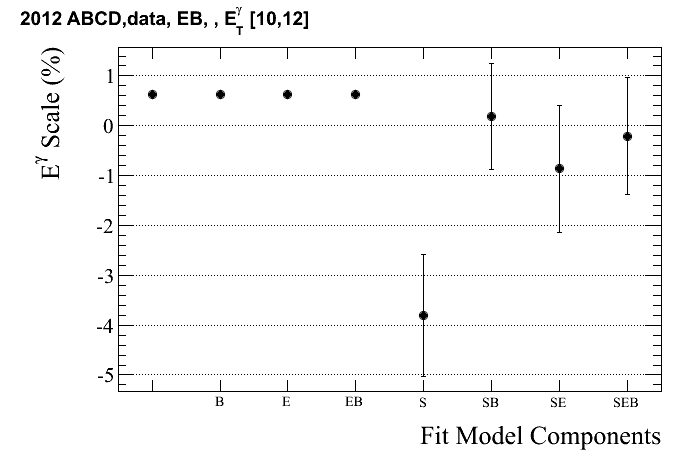 2012 ABCD,data, EB, , E_T^γ [10,12]
E^γ Scale (%)
1
0
-1
-2
-3
-4
-5
B E EB S SB SE SEB
Fit Model Components